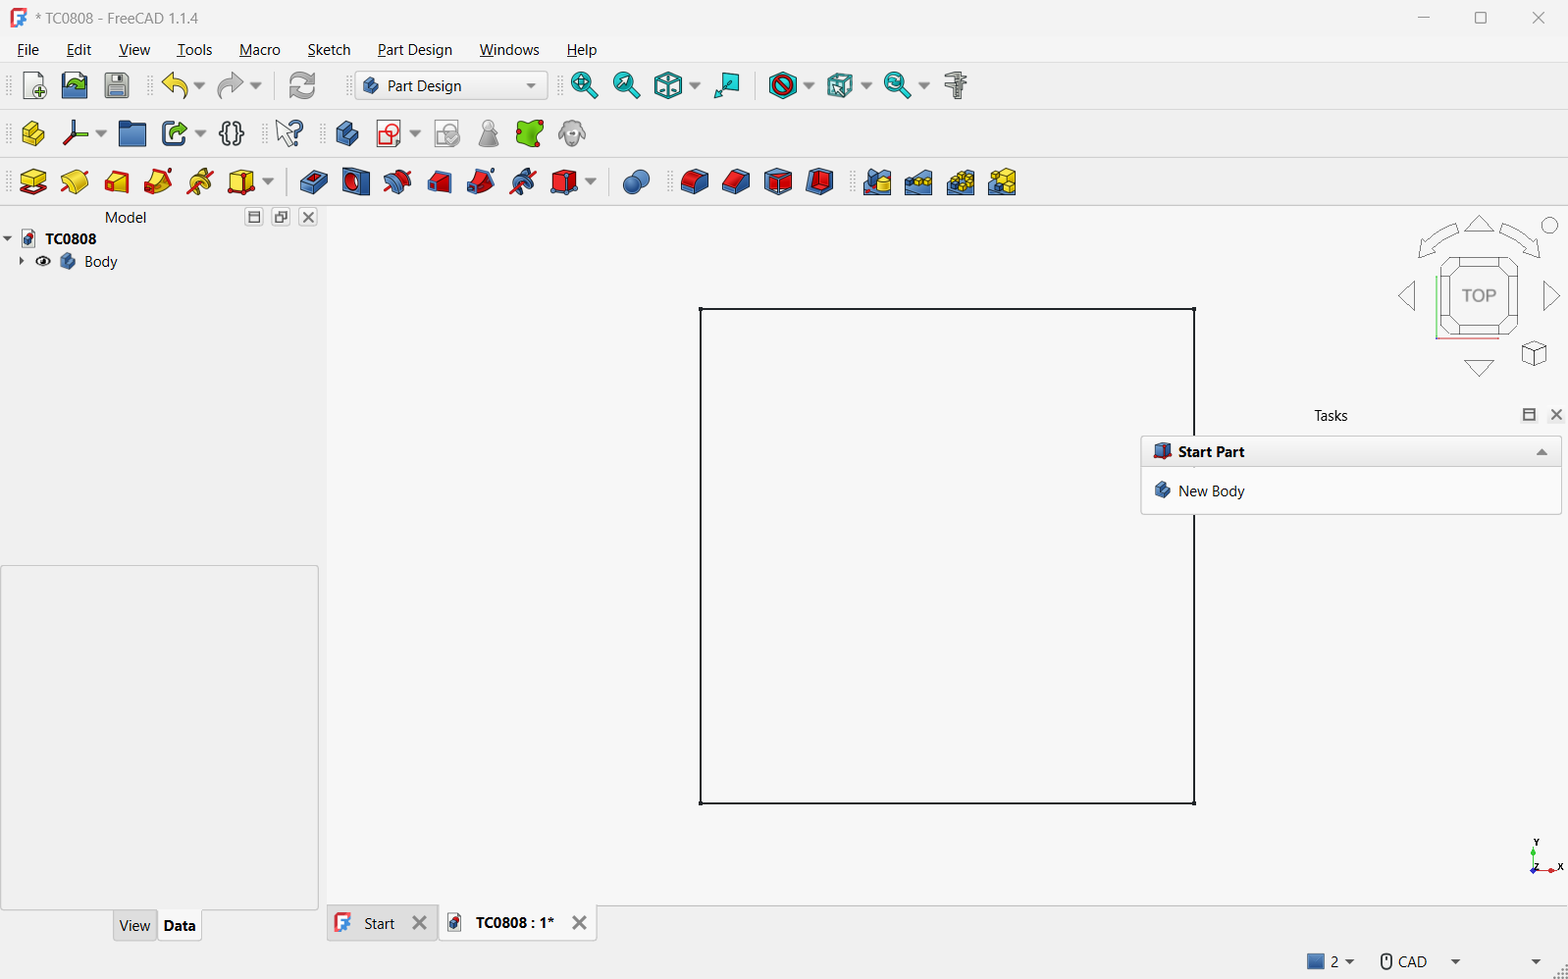 * TC0808 - FreeCAD 1.1.4
File Edit View Tools Macro Sketch Part Design Windows Help
Part Design
Model
TC0808
Body
TOP
Tasks
Start Part
New Body
Y
Z X
View Data
Start TC0808 : 1*
2 CAD